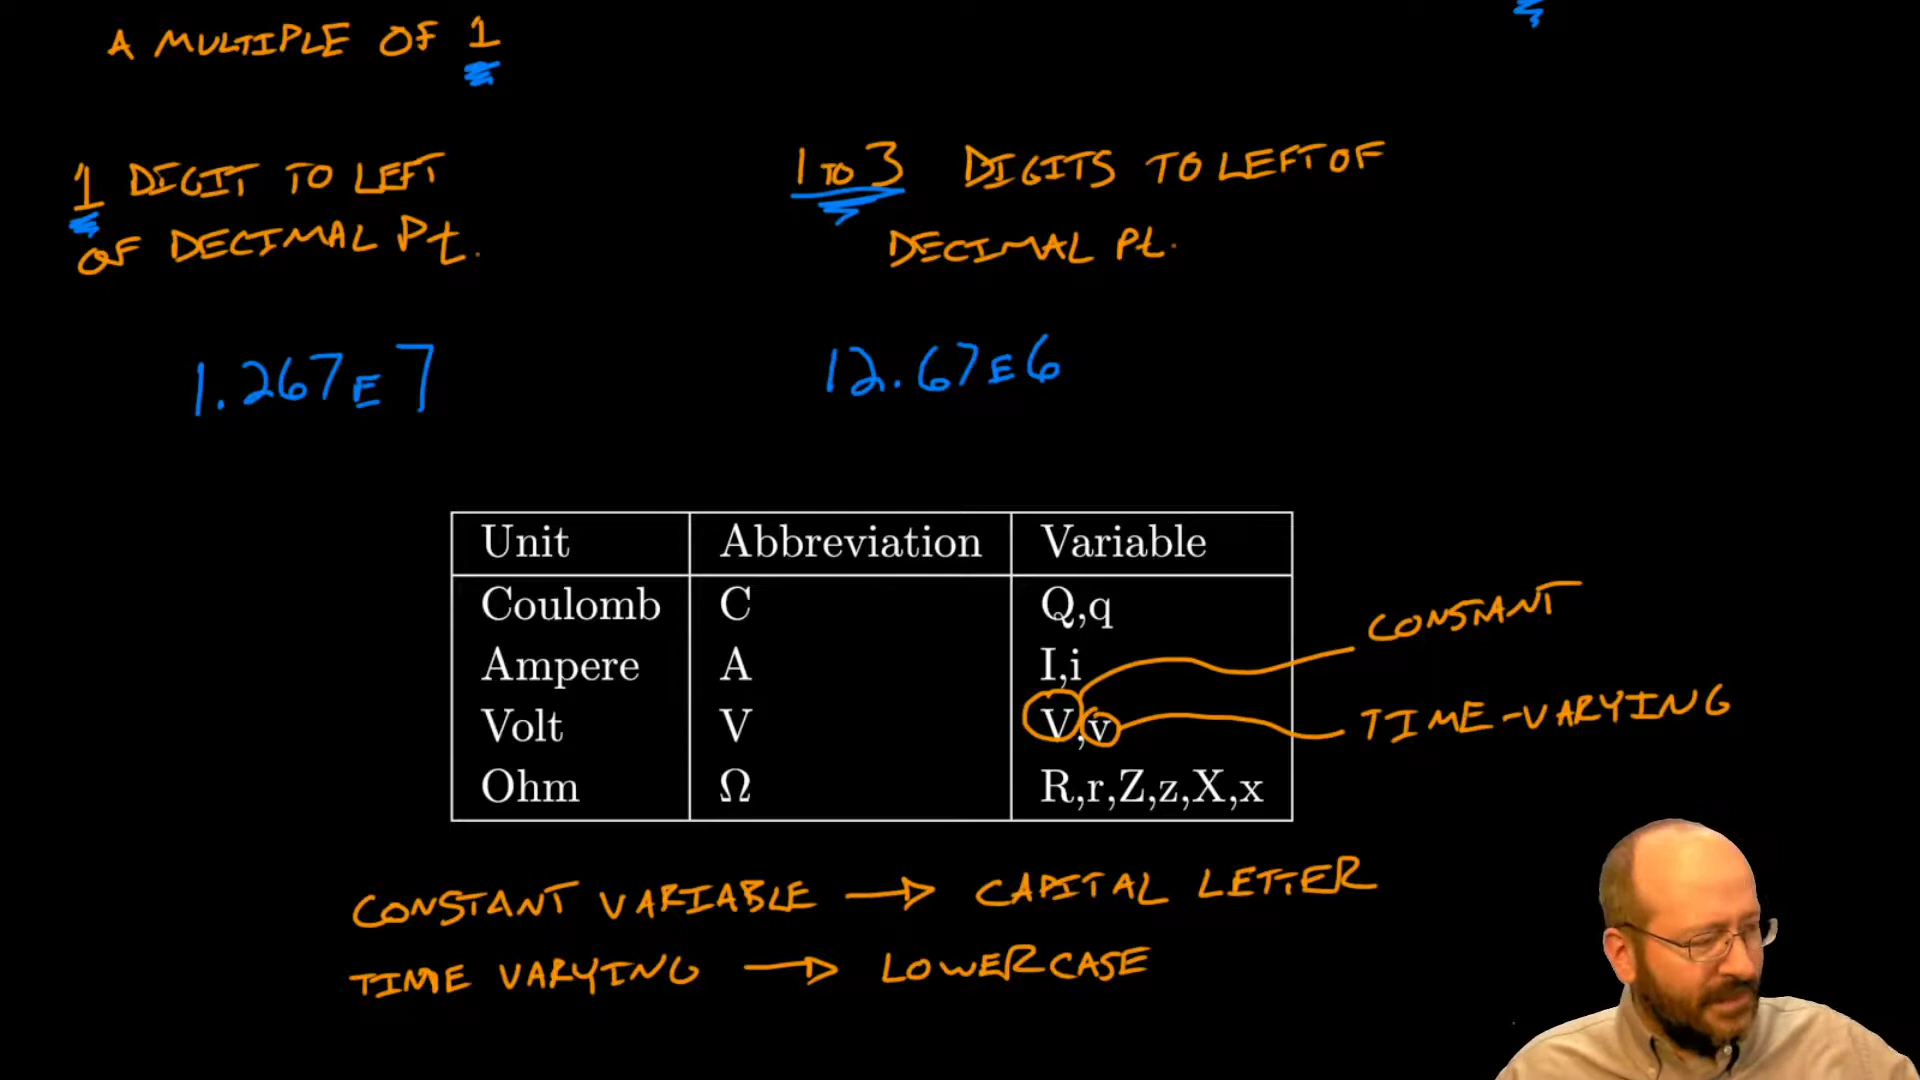 A MULTIPLE OF 1
1 DIGIT TO LEFT
OF DECIMAL Pt.
1 TO 3 DIGITS TO LEFT OF
DECIMAL Pt.
1.267E7
12.67E6
Unit Abbreviation Variable
Coulomb C Q,q
Ampere A I,i
Volt V V,v
Ohm Ω R,r,Z,z,X,x
CONSTANT
TIME-VARYING
CONSTANT VARIABLE → CAPITAL LETTER
TIME VARYING → LOWERCASE